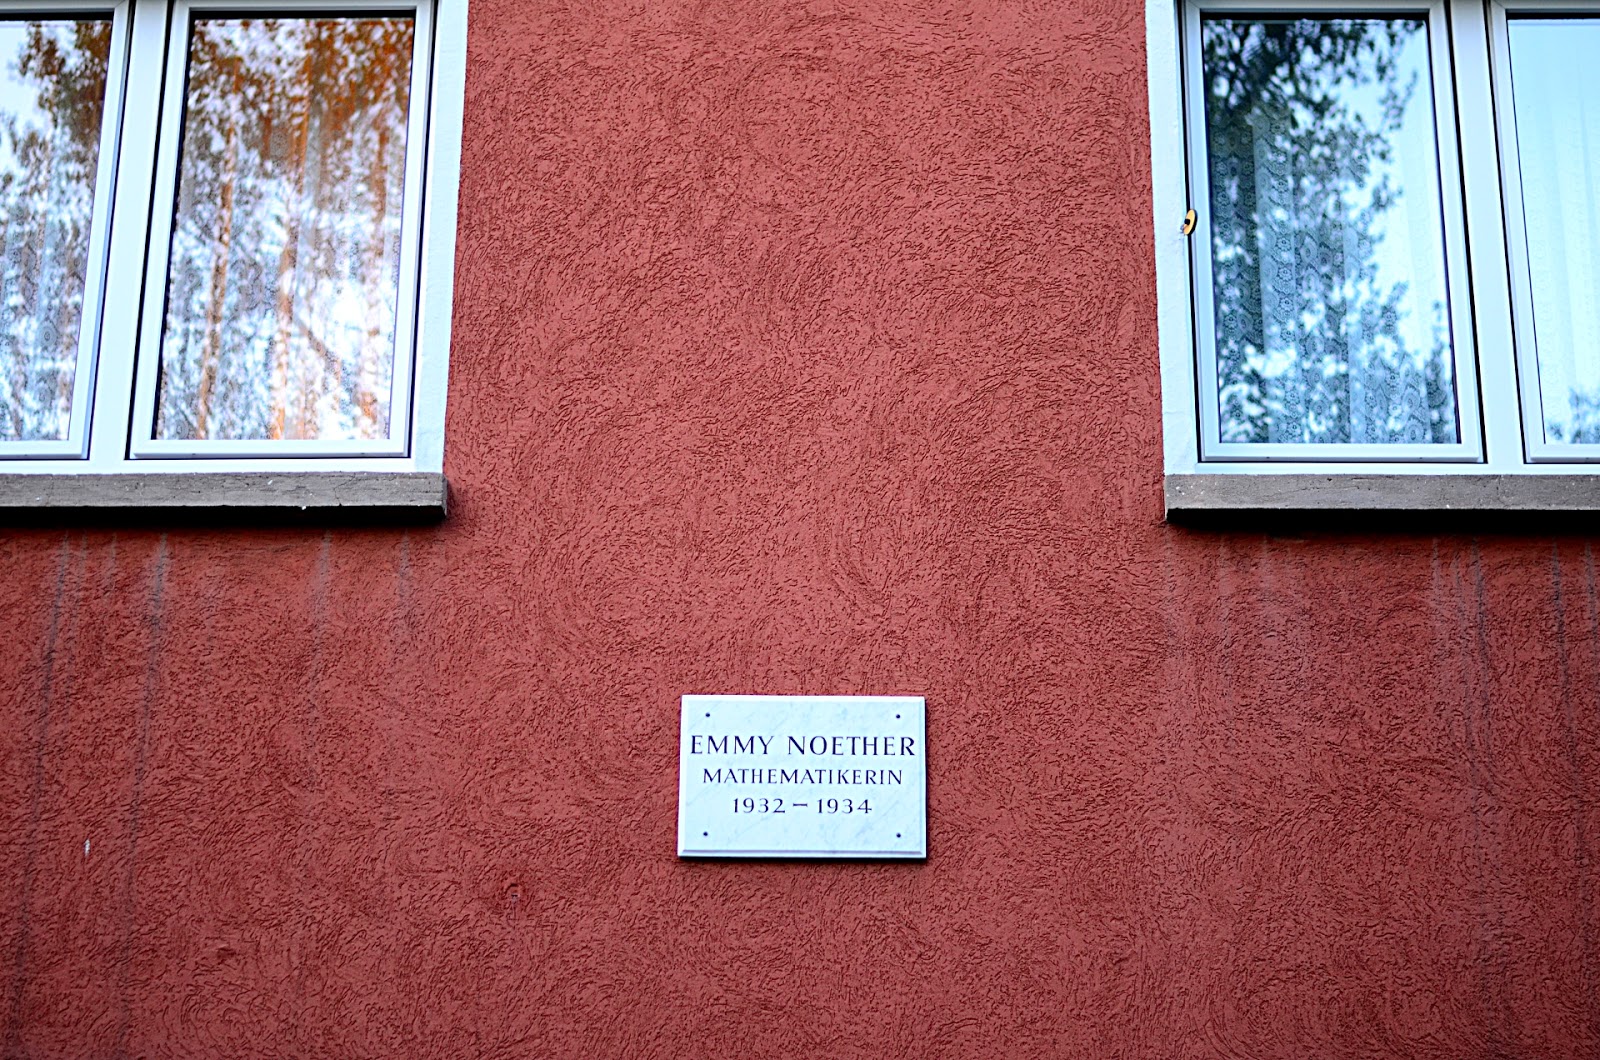 EMMY NOETHER
MATHEMATIKERIN
1932 – 1934